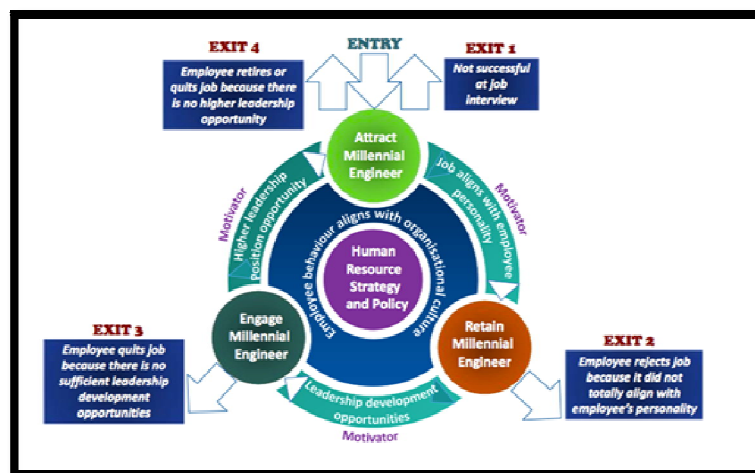 EXIT 4
ENTRY
EXIT 1
Employee retires or
quits job because there
is no higher leadership
opportunity
Not successful
at job
interview
Attract
Millennial
Engineer
Motivator
Higher leadership
Position opportunity
Job aligns with employee
personality
Motivator
Employee behaviour aligns with organisational culture
Human
Resource
Strategy
and Policy
EXIT 3
Engage
Millennial
Engineer
Retain
Millennial
Engineer
EXIT 2
Employee quits job
because there is no
sufficient leadership
development
opportunities
Leadership development
opportunities
Motivator
Employee rejects job
because it did not
totally align with
employee's personality